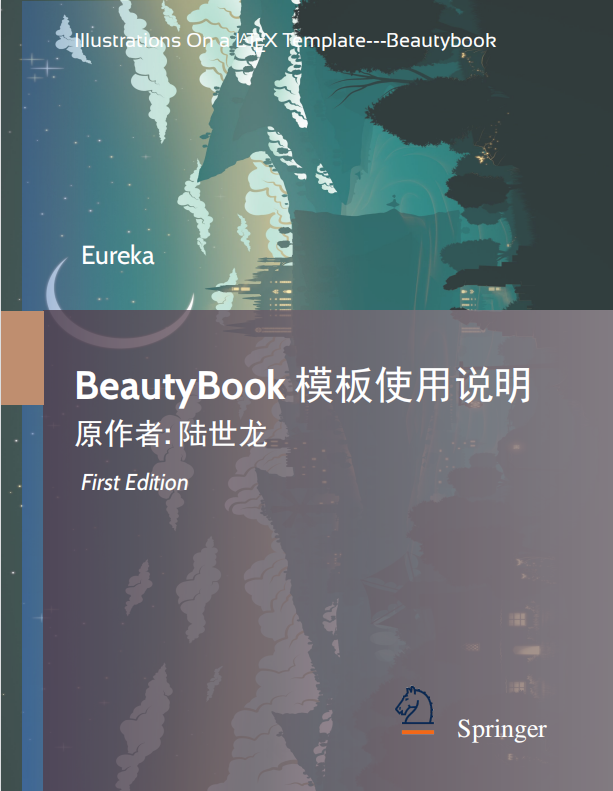 Illustrations On a LATEX Template---Beautybook
Eureka
BeautyBook 模板使用说明
原作者: 陆世龙
First Edition
Springer